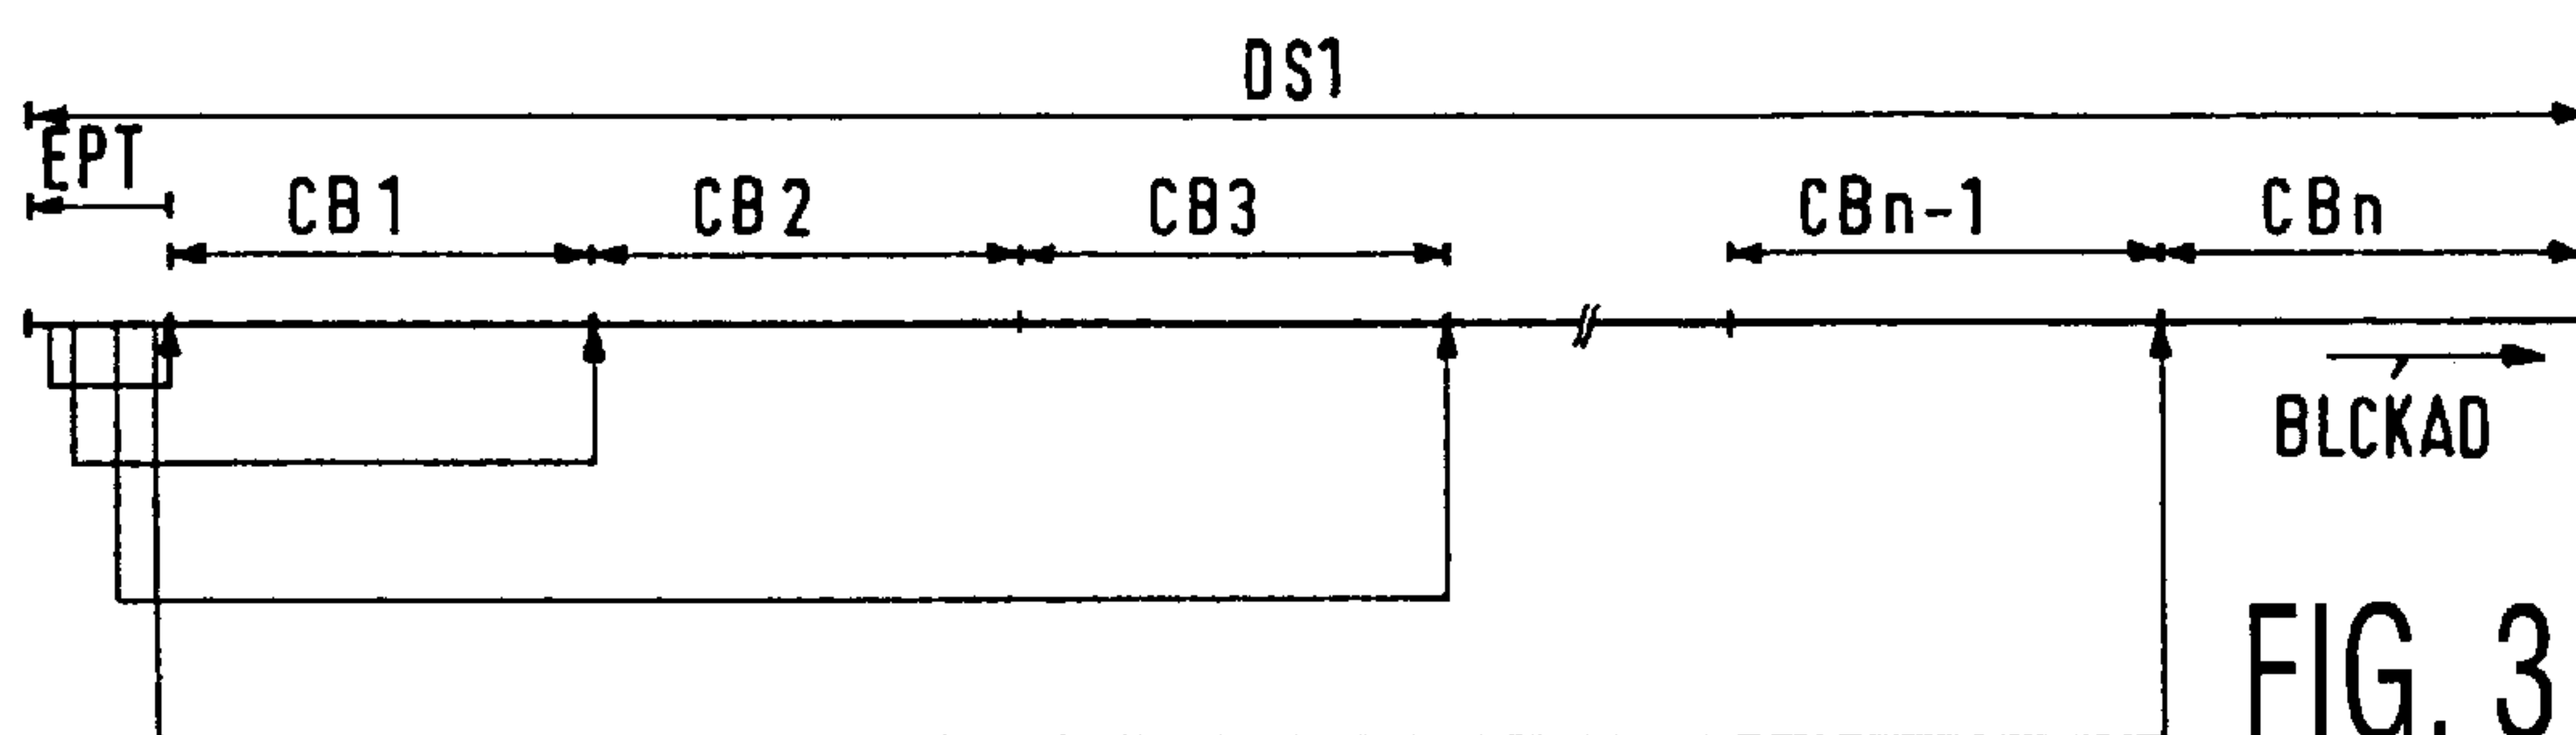 DS1
EPT
CB1 CB2 CB3 CBn-1 CBn
BLCKAD
FIG. 3